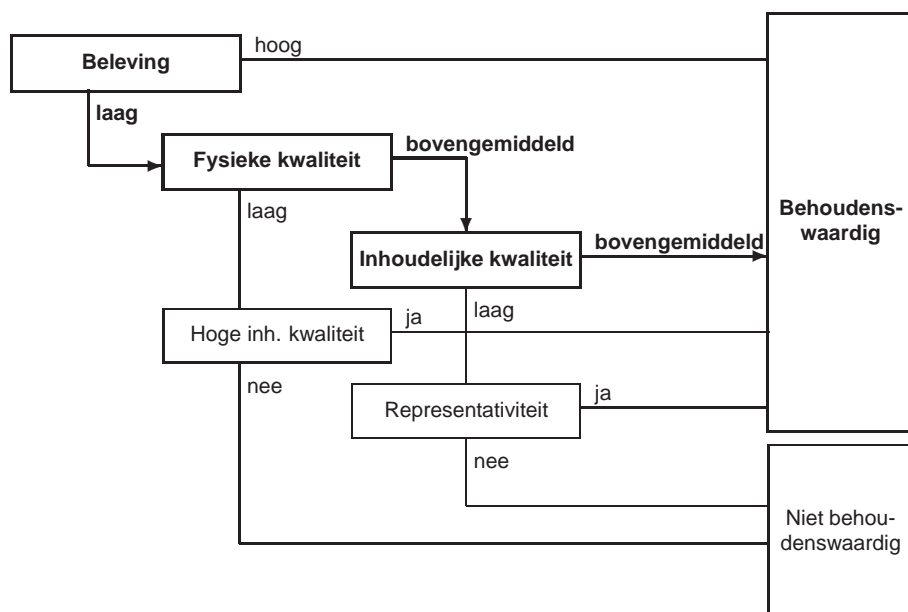 hoog
Beleving
laag
bovengemiddeld
Fysieke kwaliteit
laag
Behoudens-
waardig
bovengemiddeld
Inhoudelijke kwaliteit
laag
ja
Hoge inh. kwaliteit
nee
ja
Representativiteit
nee
Niet behou-
denswaardig